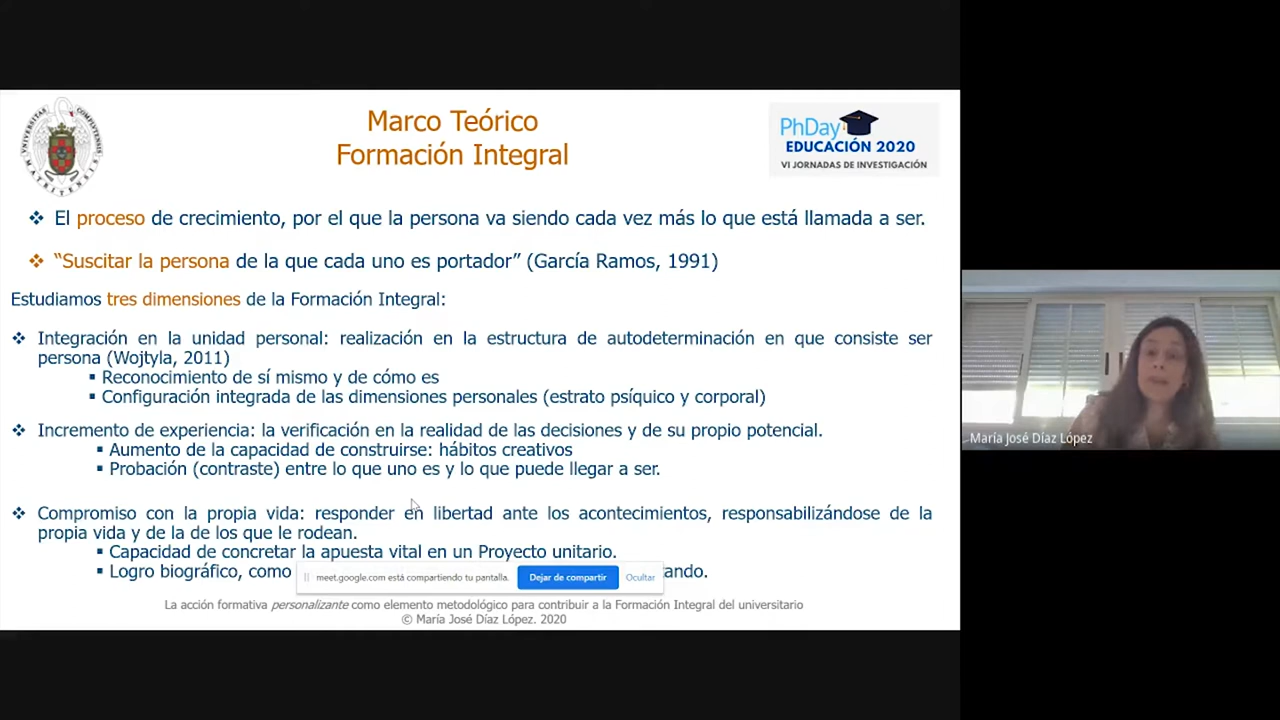 Marco Teórico
Formación Integral
PhDay
EDUCACIÓN 2020
VI JORNADAS DE INVESTIGACIÓN
❖ El proceso de crecimiento, por el que la persona va siendo cada vez más lo que está llamada a ser.
❖ “Suscitar la persona de la que cada uno es portador” (García Ramos, 1991)
Estudiamos tres dimensiones de la Formación Integral:
❖ Integración en la unidad personal: realización en la estructura de autodeterminación en que consiste ser
persona (Wojtyla, 2011)
▪ Reconocimiento de sí mismo y de cómo es
▪ Configuración integrada de las dimensiones personales (estrato psíquico y corporal)
❖ Incremento de experiencia: la verificación en la realidad de las decisiones y de su propio potencial.
▪ Aumento de la capacidad de construirse: hábitos creativos
▪ Probación (contraste) entre lo que uno es y lo que puede llegar a ser.
❖ Compromiso con la propia vida: responder en libertad ante los acontecimientos, responsabilizándose de la
propia vida y de la de los que le rodean.
▪ Capacidad de concretar la apuesta vital en un Proyecto unitario.
▪ Logro biográfico, como
meet.google.com está compartiendo tu pantalla. Dejar de compartir Ocultar
La acción formativa personalizante como elemento metodológico para contribuir a la Formación Integral del universitario
© María José Díaz López. 2020
María José Díaz López